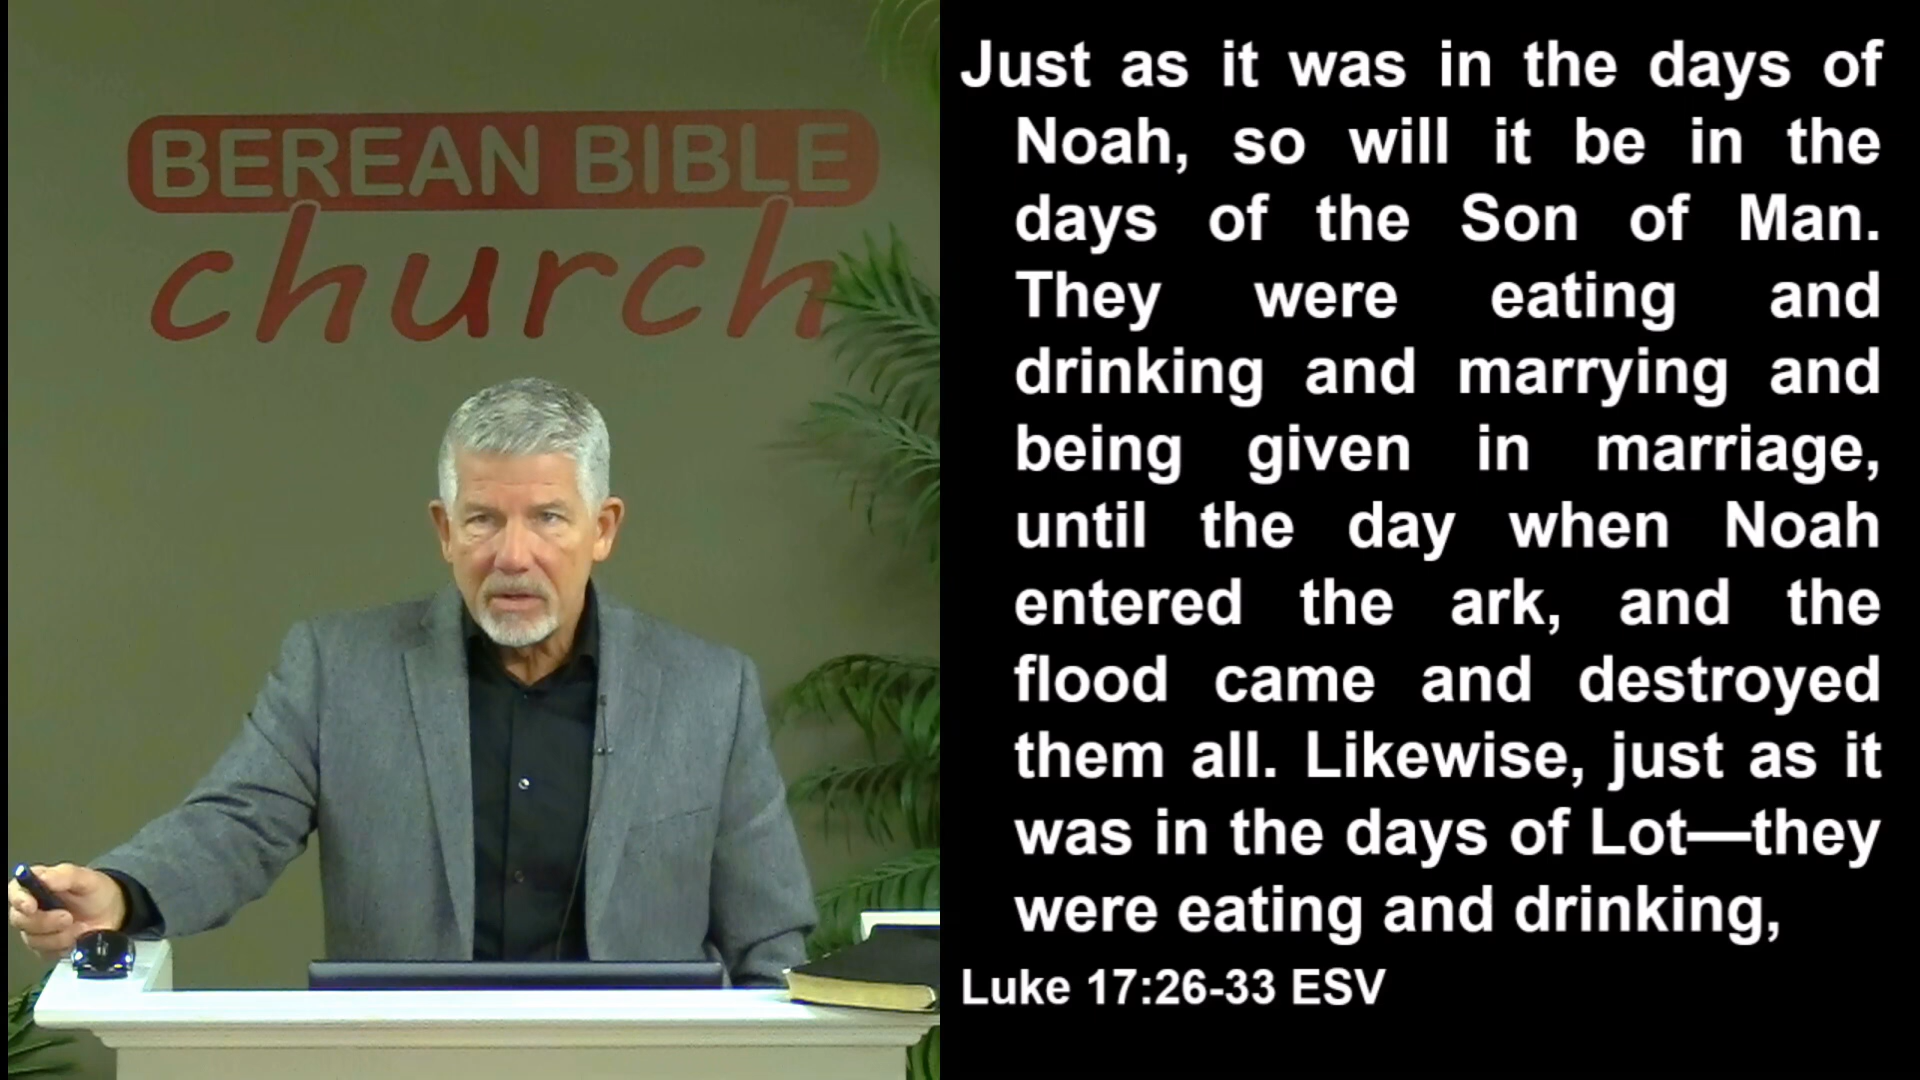 BEREAN BIBLE
church
Just as it was in the days of
Noah, so will it be in the
days of the Son of Man.
They were eating and
drinking and marrying and
being given in marriage,
until the day when Noah
entered the ark, and the
flood came and destroyed
them all. Likewise, just as it
was in the days of Lot—they
were eating and drinking,
Luke 17:26-33 ESV